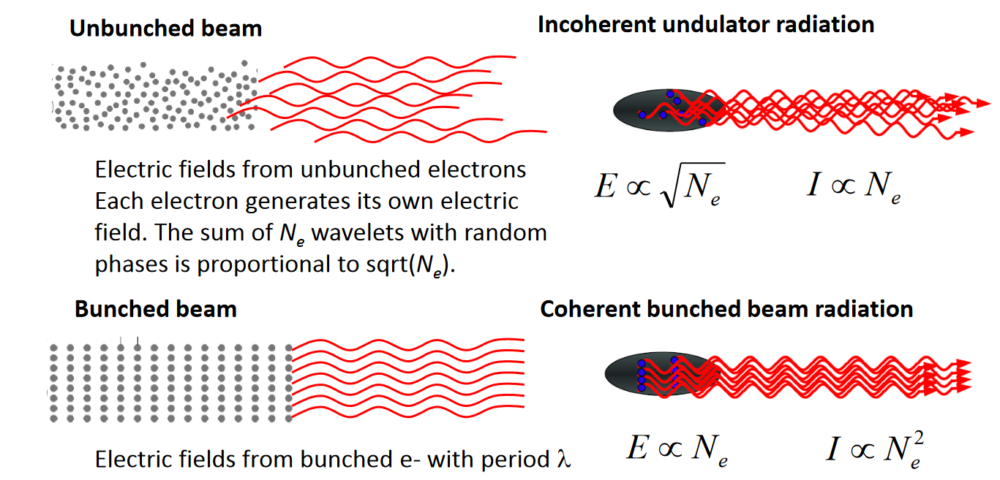 Unbunched beam
Incoherent undulator radiation
Electric fields from unbunched electrons
Each electron generates its own electric
field. The sum of Nₑ wavelets with random
phases is proportional to sqrt(Nₑ).
E ∝ √Nₑ
I ∝ Nₑ
Bunched beam
Coherent bunched beam radiation
Electric fields from bunched e- with period λ
E ∝ Nₑ
I ∝ Nₑ²